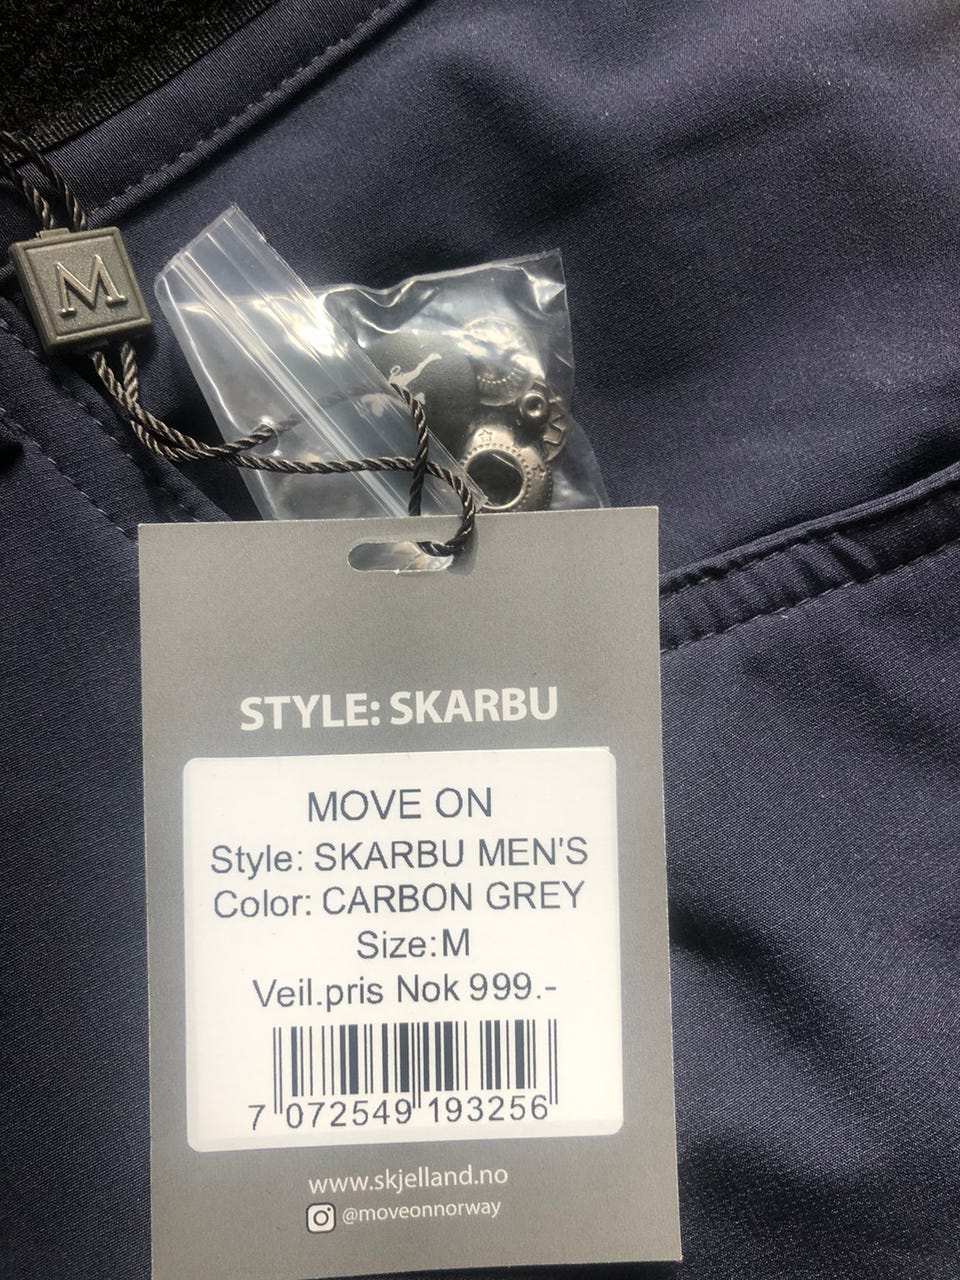 M
STYLE: SKARBU
MOVE ON
Style: SKARBU MEN'S
Color: CARBON GREY
Size:M
Veil.pris Nok 999.-
7 072549 193256
www.skjelland.no
@moveonnorway